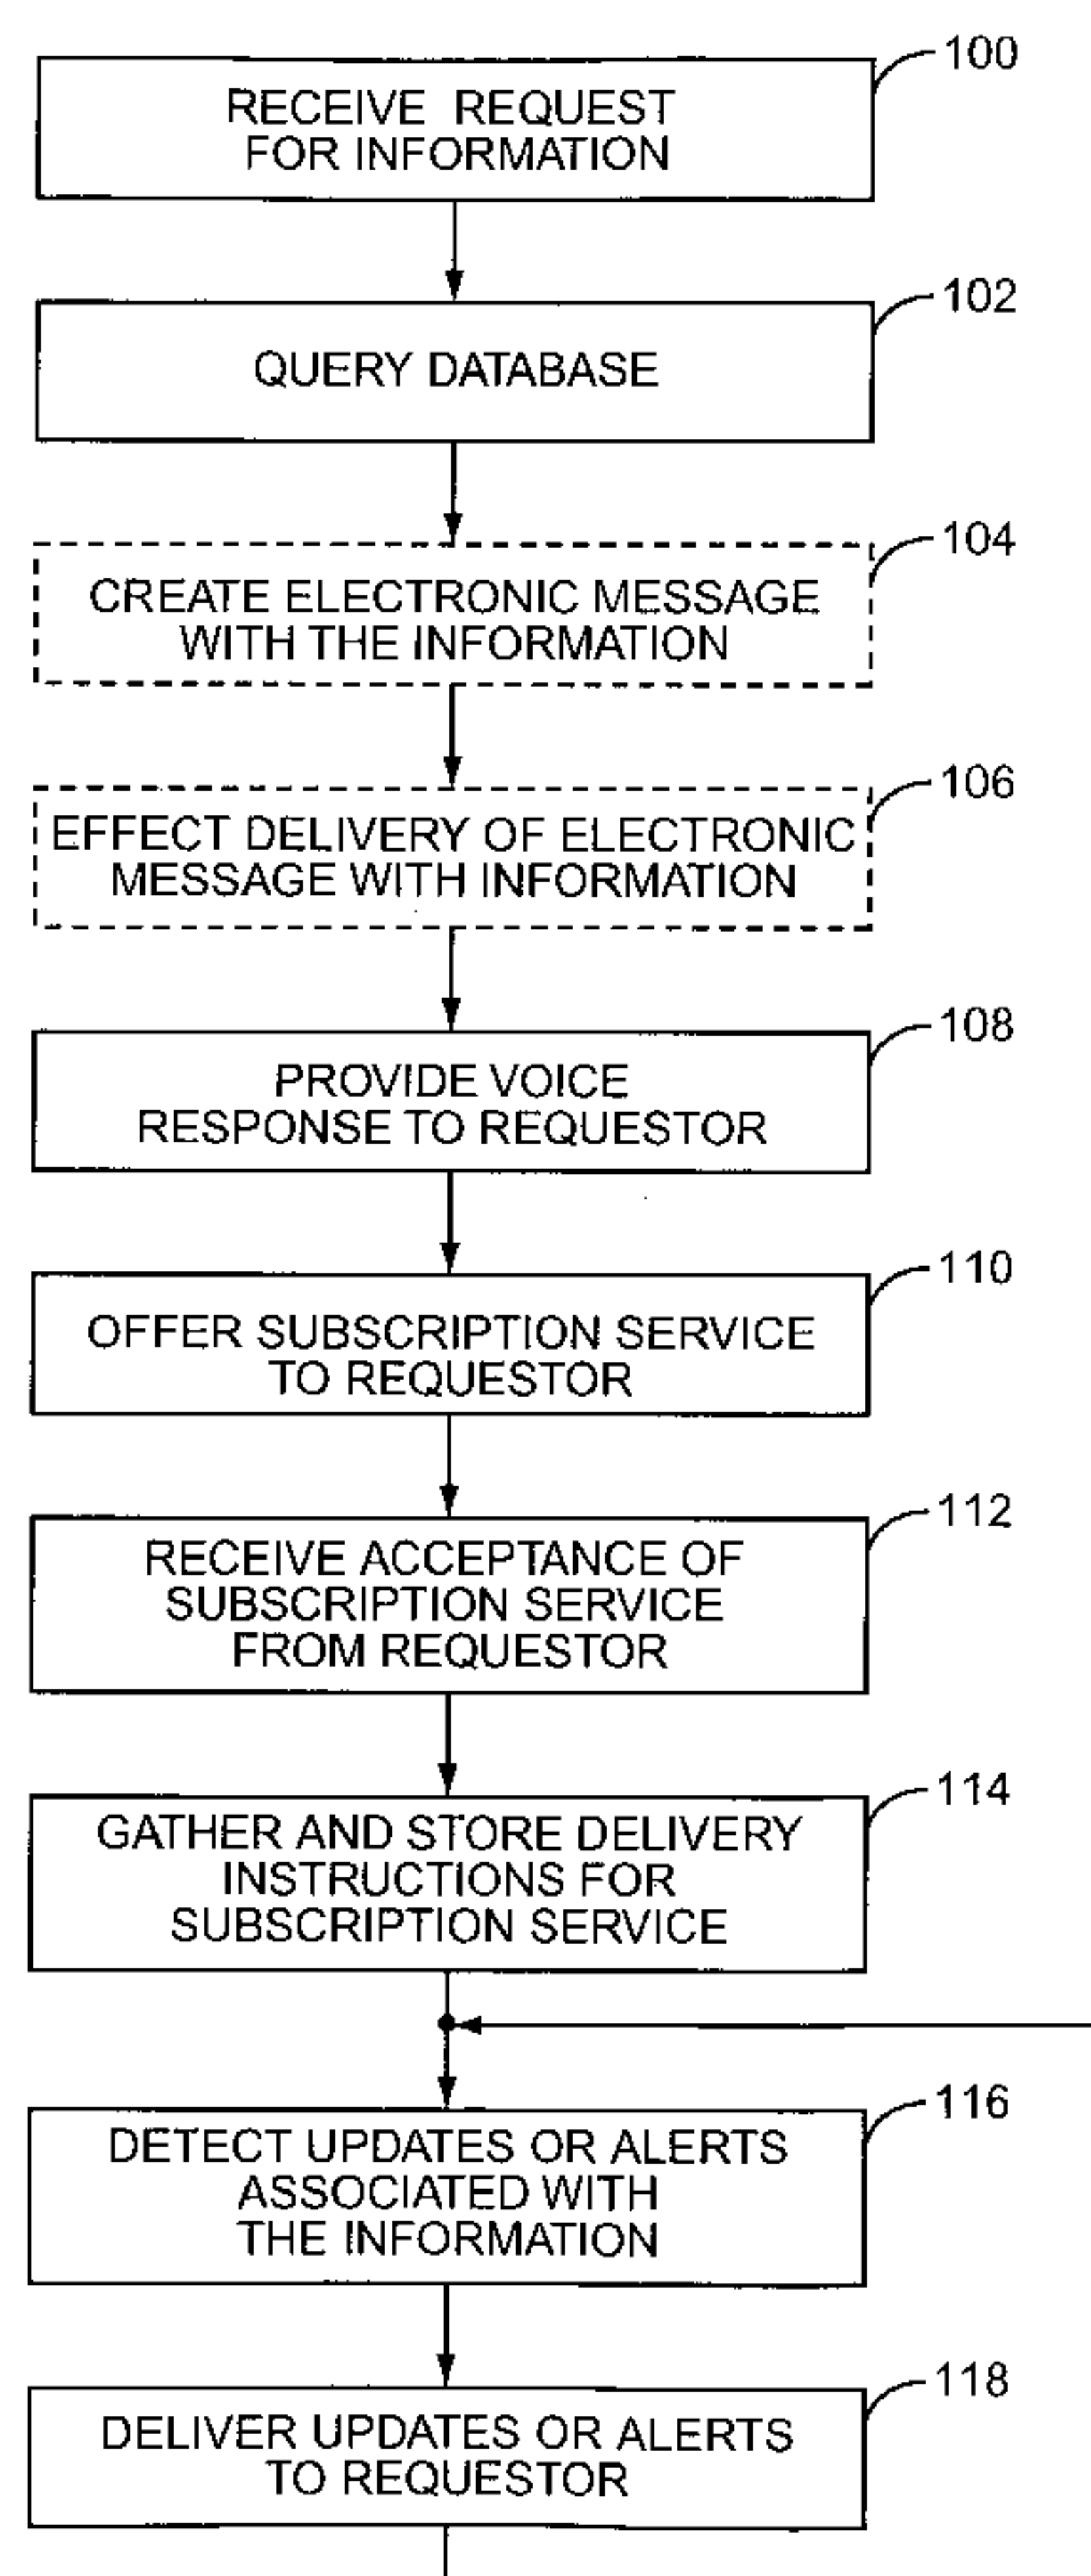 100
RECEIVE REQUEST
FOR INFORMATION
102
QUERY DATABASE
104
CREATE ELECTRONIC MESSAGE
WITH THE INFORMATION
106
EFFECT DELIVERY OF ELECTRONIC
MESSAGE WITH INFORMATION
108
PROVIDE VOICE
RESPONSE TO REQUESTOR
110
OFFER SUBSCRIPTION SERVICE
TO REQUESTOR
112
RECEIVE ACCEPTANCE OF
SUBSCRIPTION SERVICE
FROM REQUESTOR
114
GATHER AND STORE DELIVERY
INSTRUCTIONS FOR
SUBSCRIPTION SERVICE
116
DETECT UPDATES OR ALERTS
ASSOCIATED WITH
THE INFORMATION
118
DELIVER UPDATES OR ALERTS
TO REQUESTOR